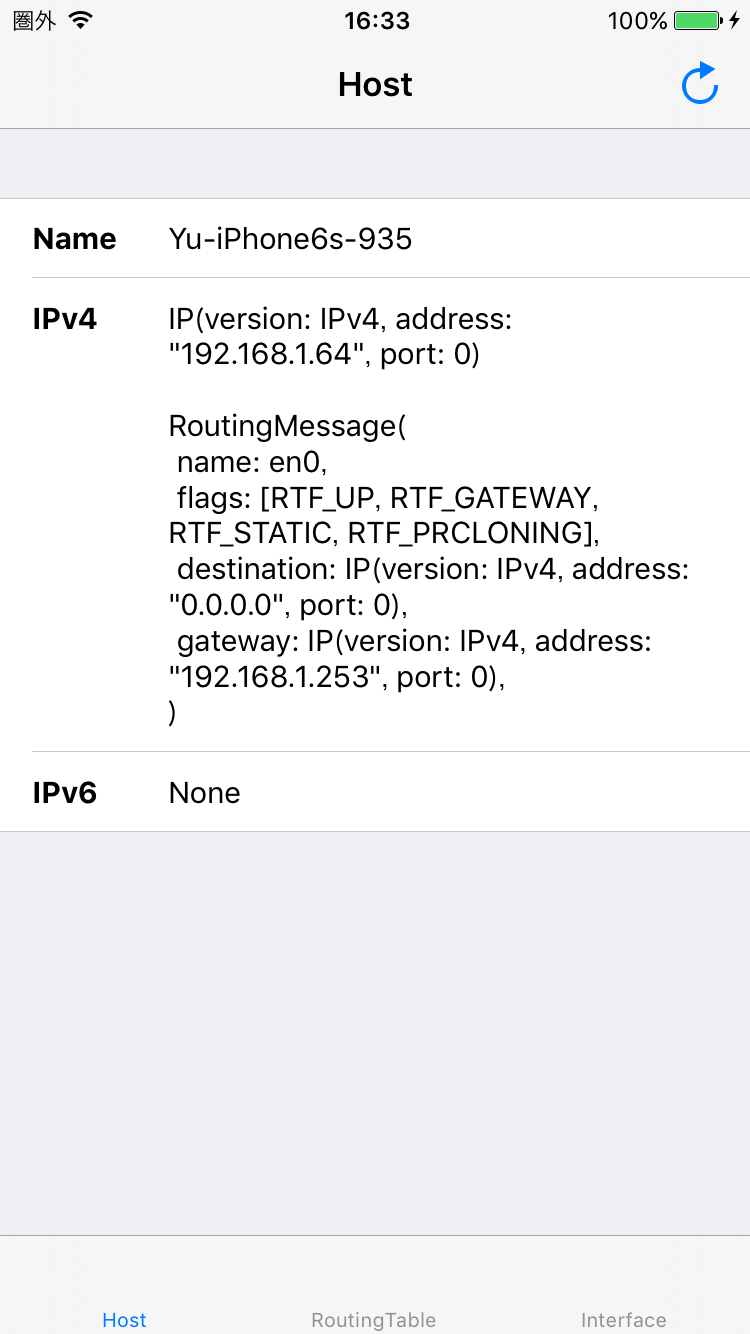 圏外 16:33 100%
Host
Name Yu-iPhone6s-935
IPv4 IP(version: IPv4, address:
"192.168.1.64", port: 0)
RoutingMessage(
name: en0,
flags: [RTF_UP, RTF_GATEWAY,
RTF_STATIC, RTF_PRCLONING],
destination: IP(version: IPv4, address:
"0.0.0.0", port: 0),
gateway: IP(version: IPv4, address:
"192.168.1.253", port: 0),
)
IPv6 None
Host RoutingTable Interface